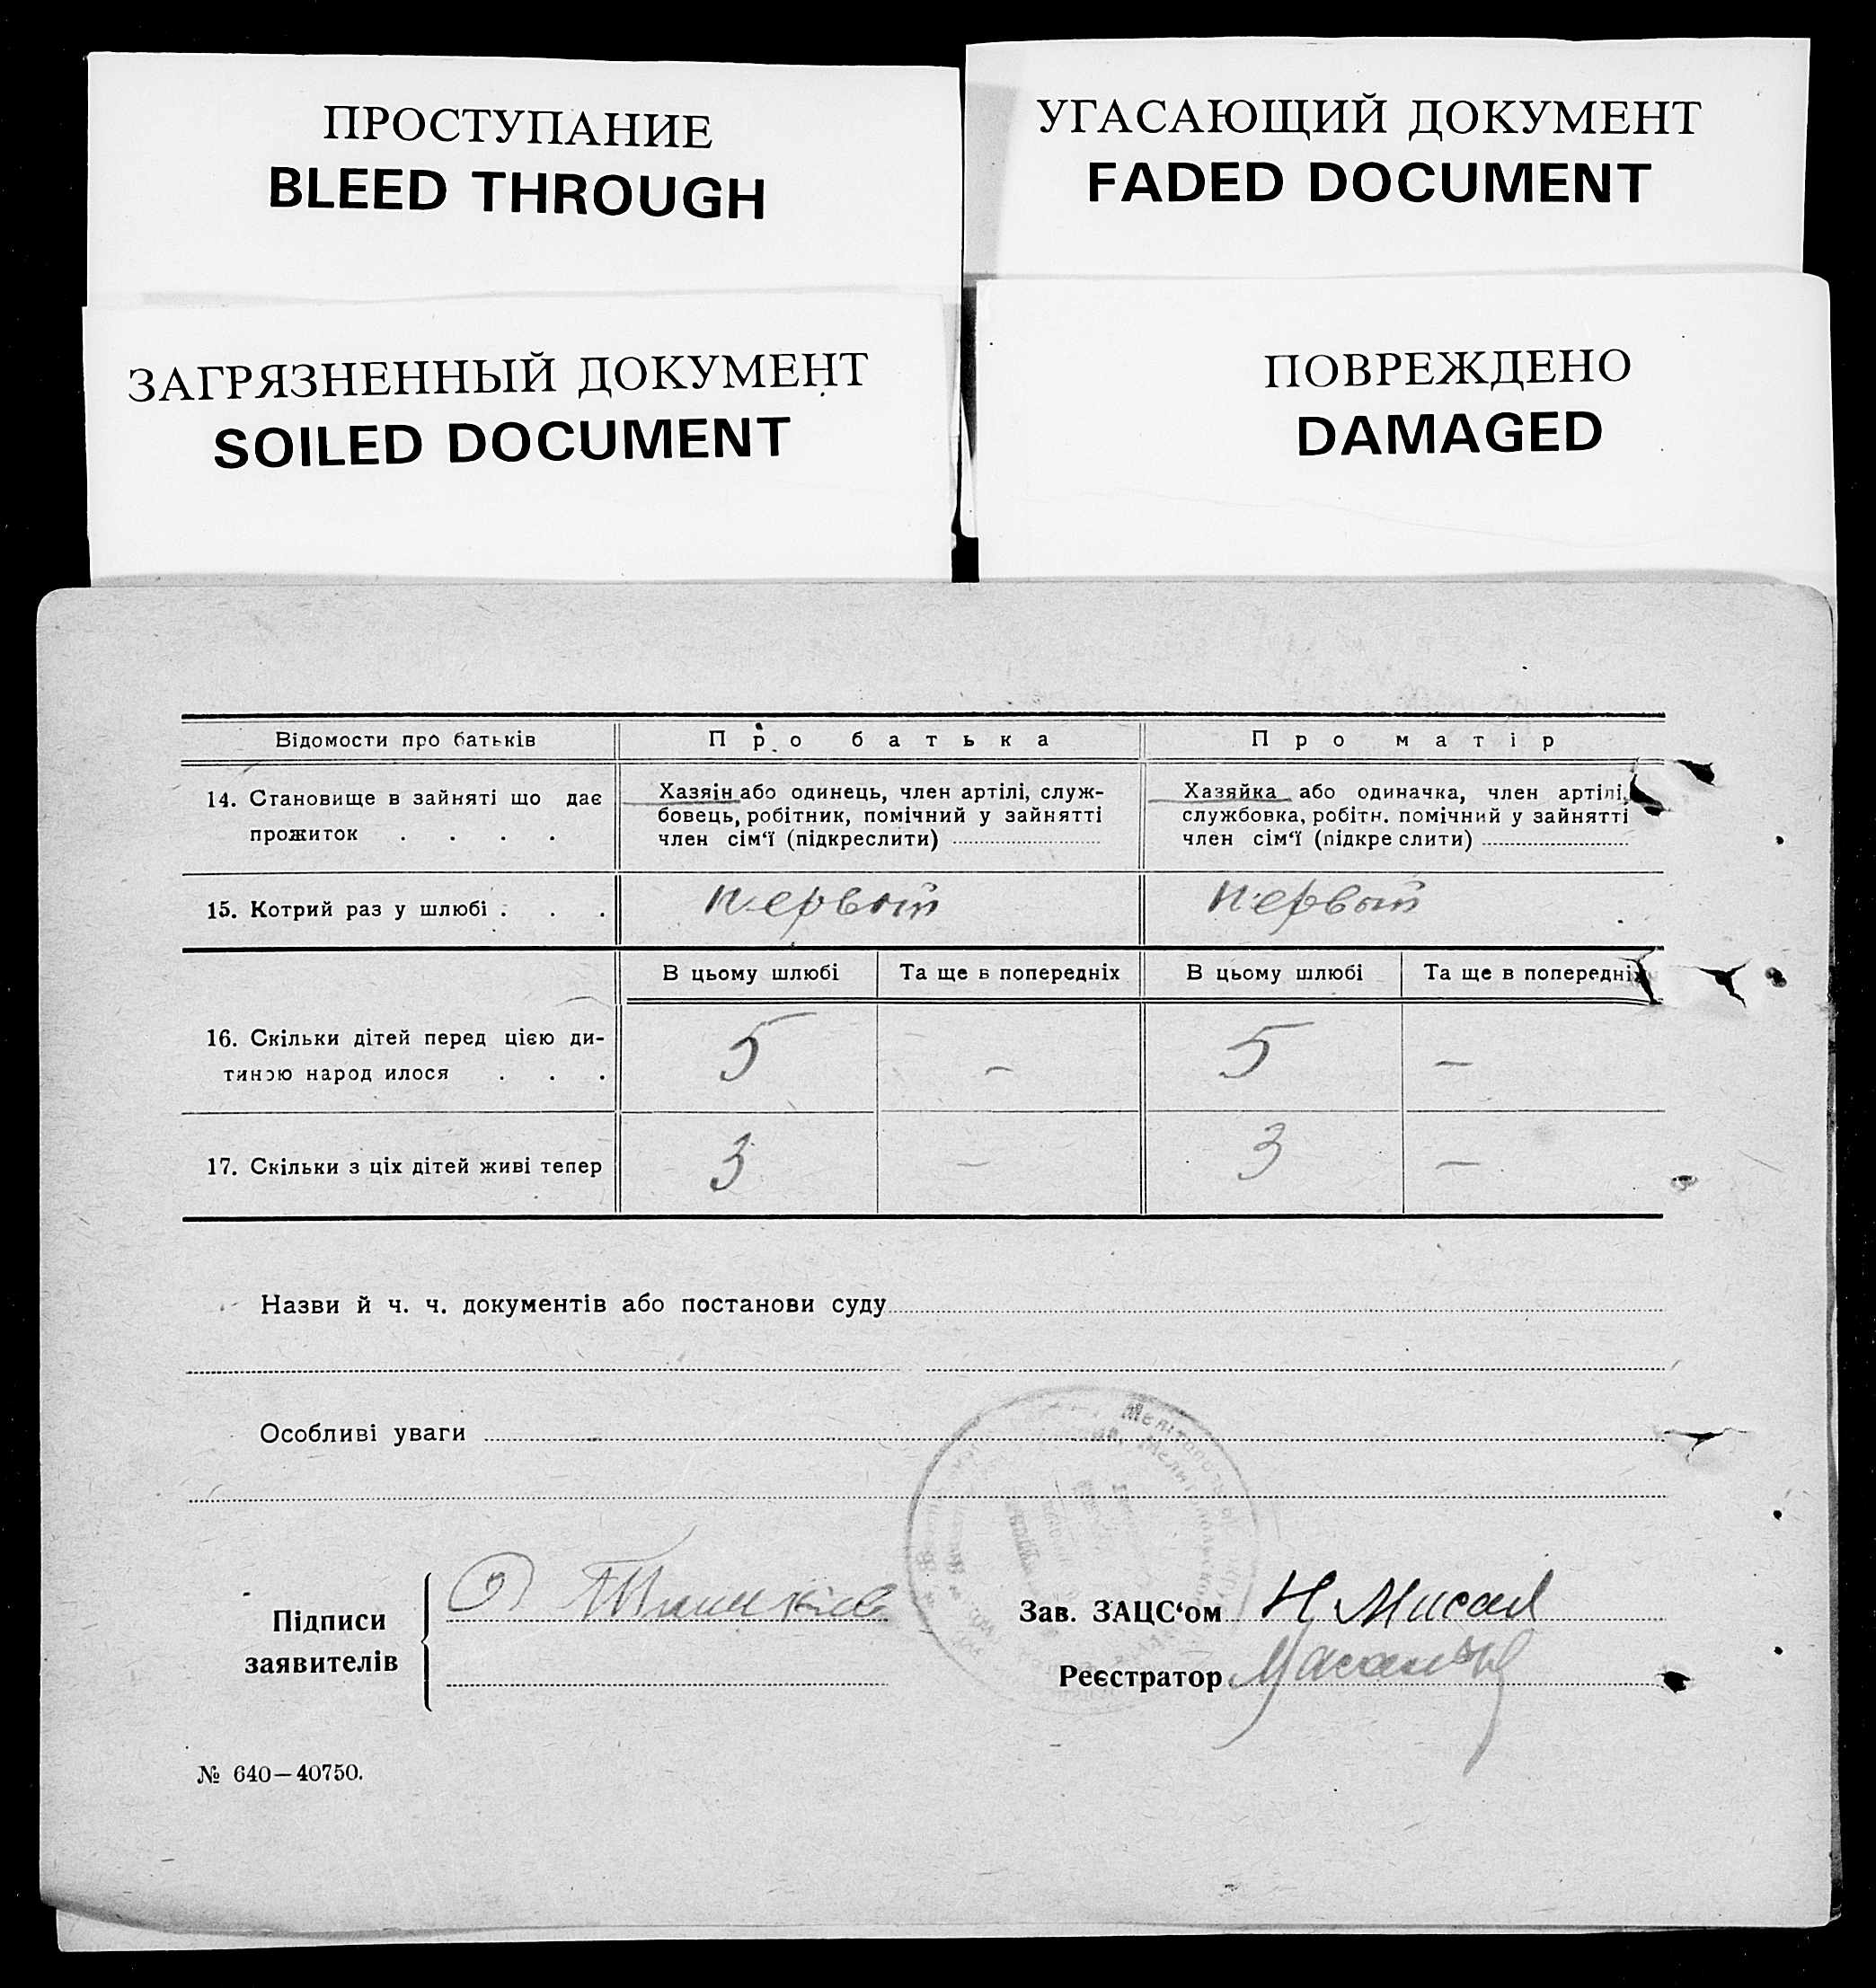 ПРОСТУПАНИЕ
BLEED THROUGH
УГАСАЮЩИЙ ДОКУМЕНТ
FADED DOCUMENT
ЗАГРЯЗНЕННЫЙ ДОКУМЕНТ
SOILED DOCUMENT
ПОВРЕЖДЕНО
DAMAGED
Відомости про батьків Про батька Про матір
14. Становище в зайняті що дає прожиток . . . .
Хазяін або одинець, член артілі, служ-
бовець, робітник, помічний у зайнятті
член сім‘ї (підкреслити)
Хазяйка або одиначка, член артілі,
службовка, робітн. помічний у зайнятті
член сім‘ї (підкреслити)
15. Котрий раз у шлюбі . . . первый первый
В цьому шлюбі Та ще в попередніх В цьому шлюбі Та ще в попередніх
16. Скільки дітей перед цією ди-
тиною народилося . . . 5 – 5 –
17. Скільки з ціх дітей живі тепер 3 – 3 –
Назви й ч. ч. документів або постанови суду
Особливі уваги
Підписи
заявителів
Зав. ЗАЦС‘ом
Реєстратор
№ 640—40750.